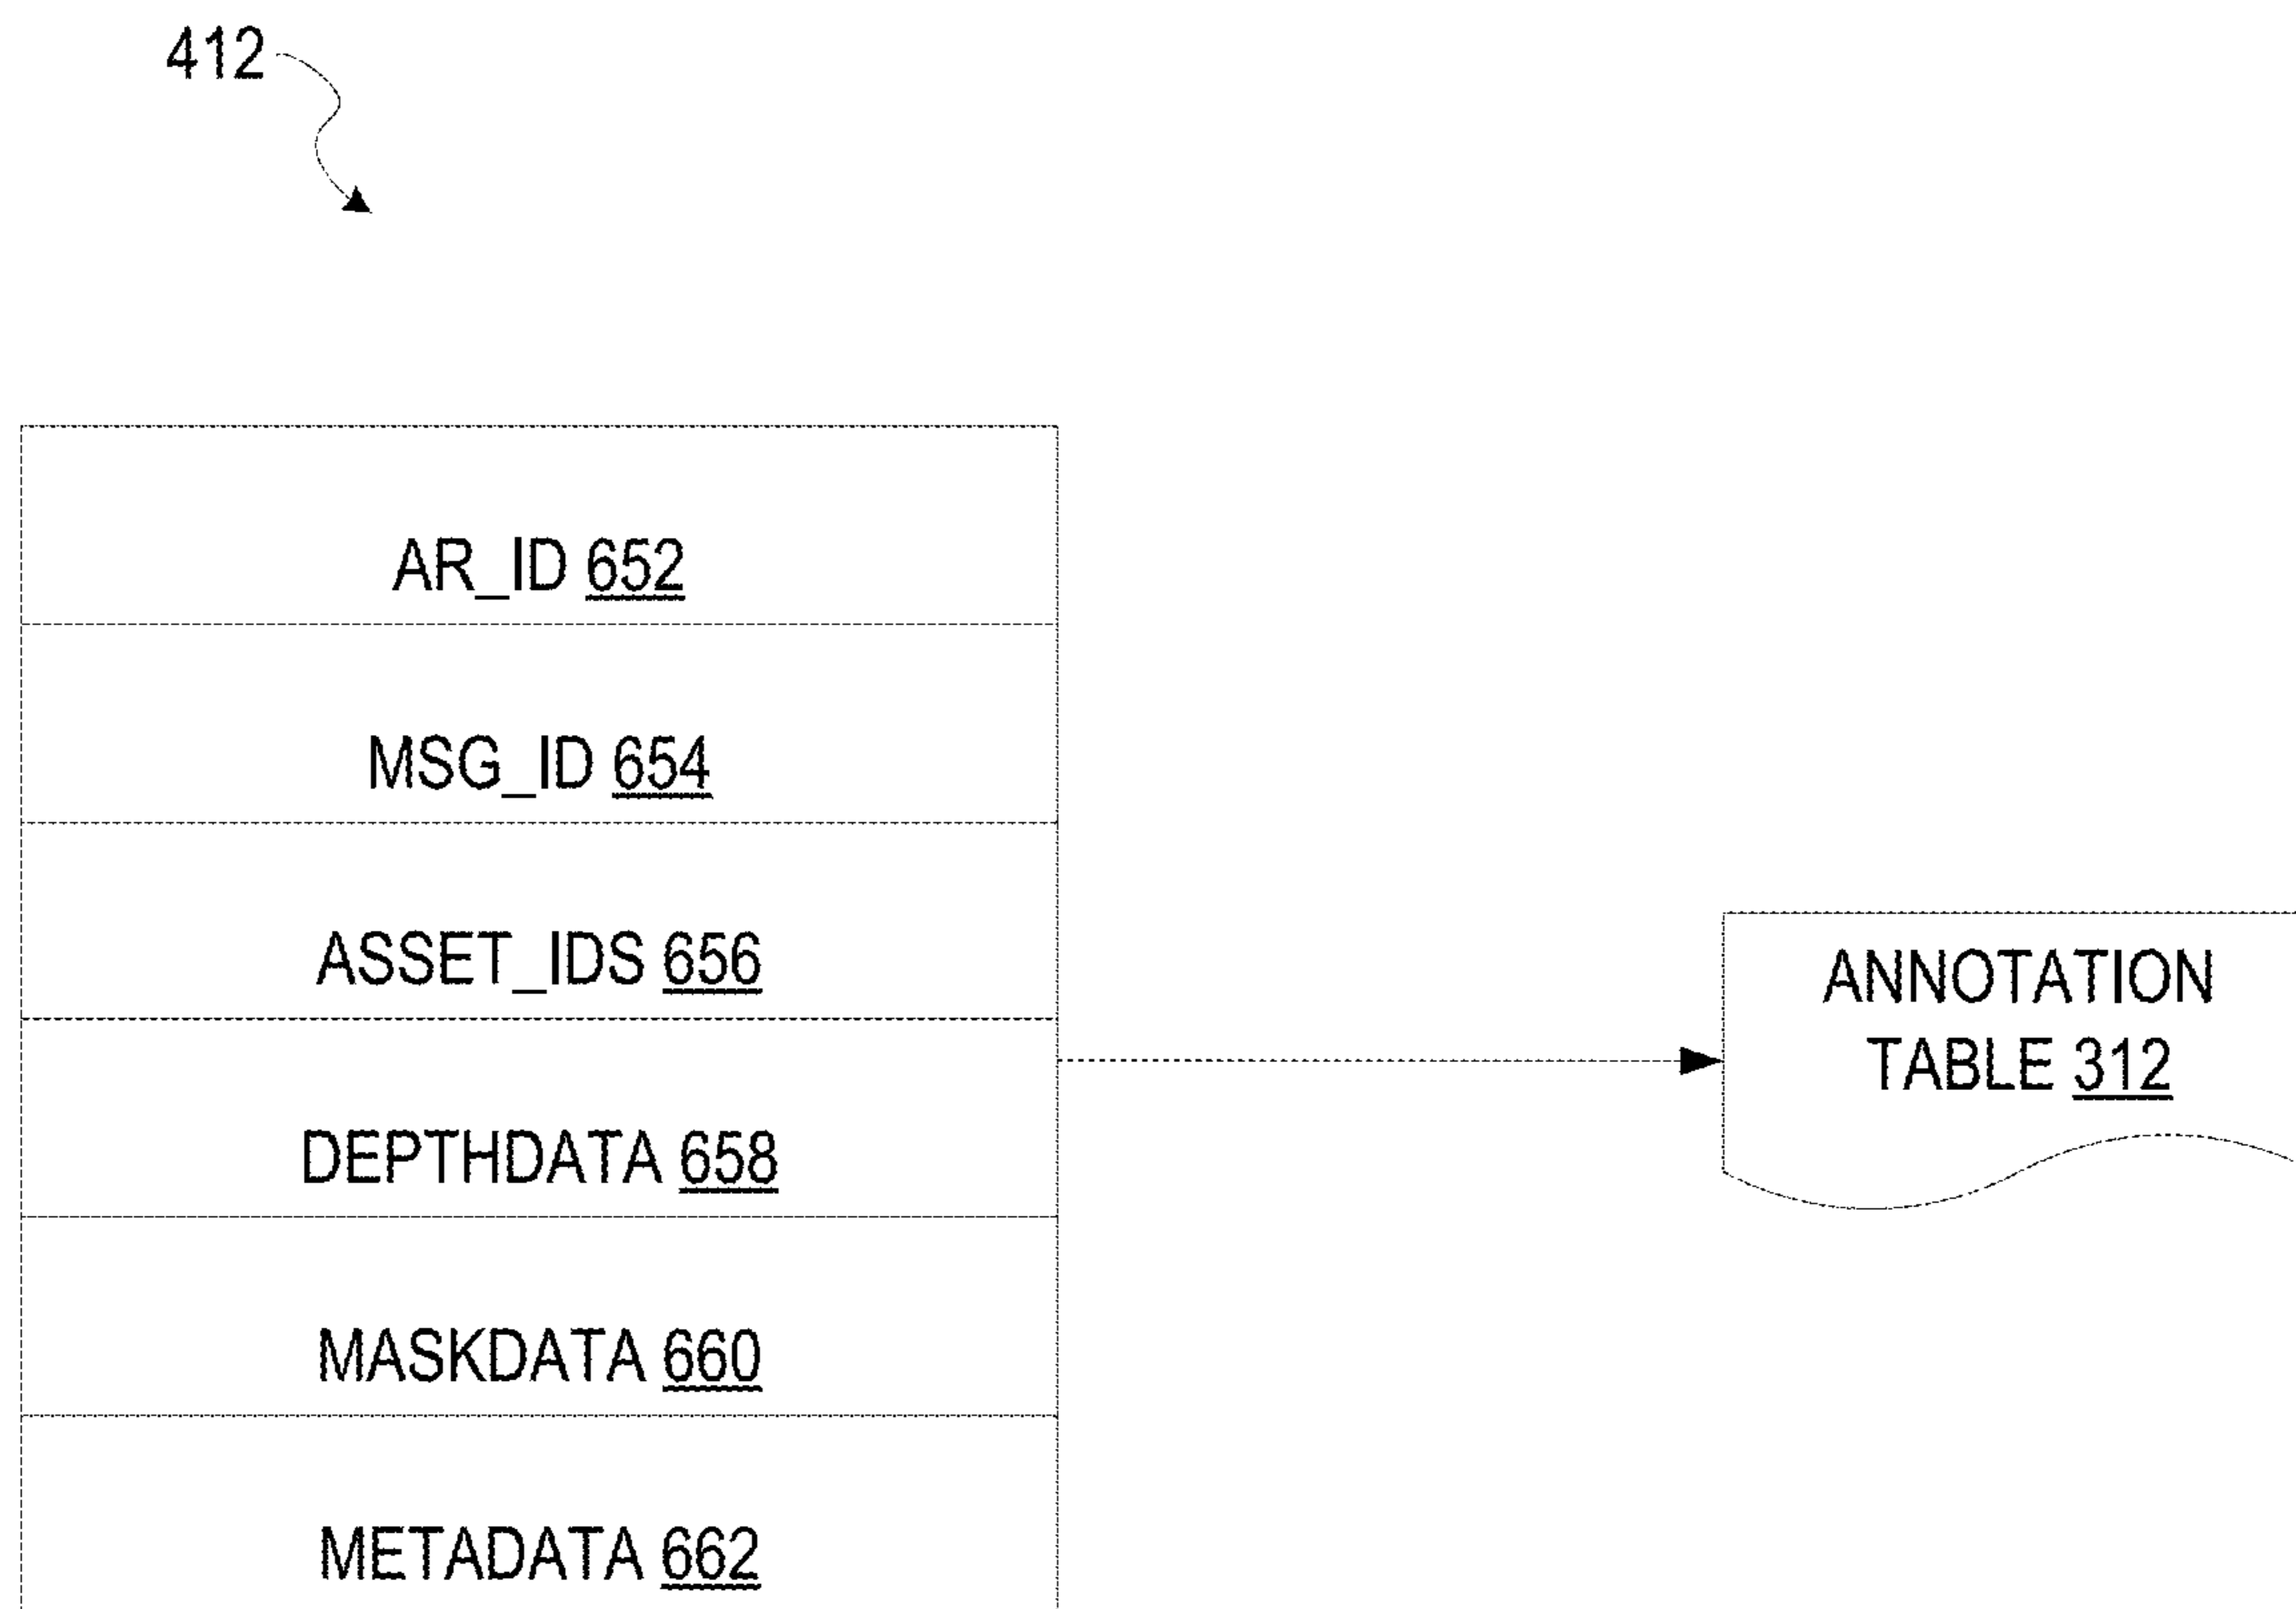 412
AR_ID 652
MSG_ID 654
ASSET_IDS 656
DEPTHDATA 658
MASKDATA 660
METADATA 662
ANNOTATION
TABLE 312